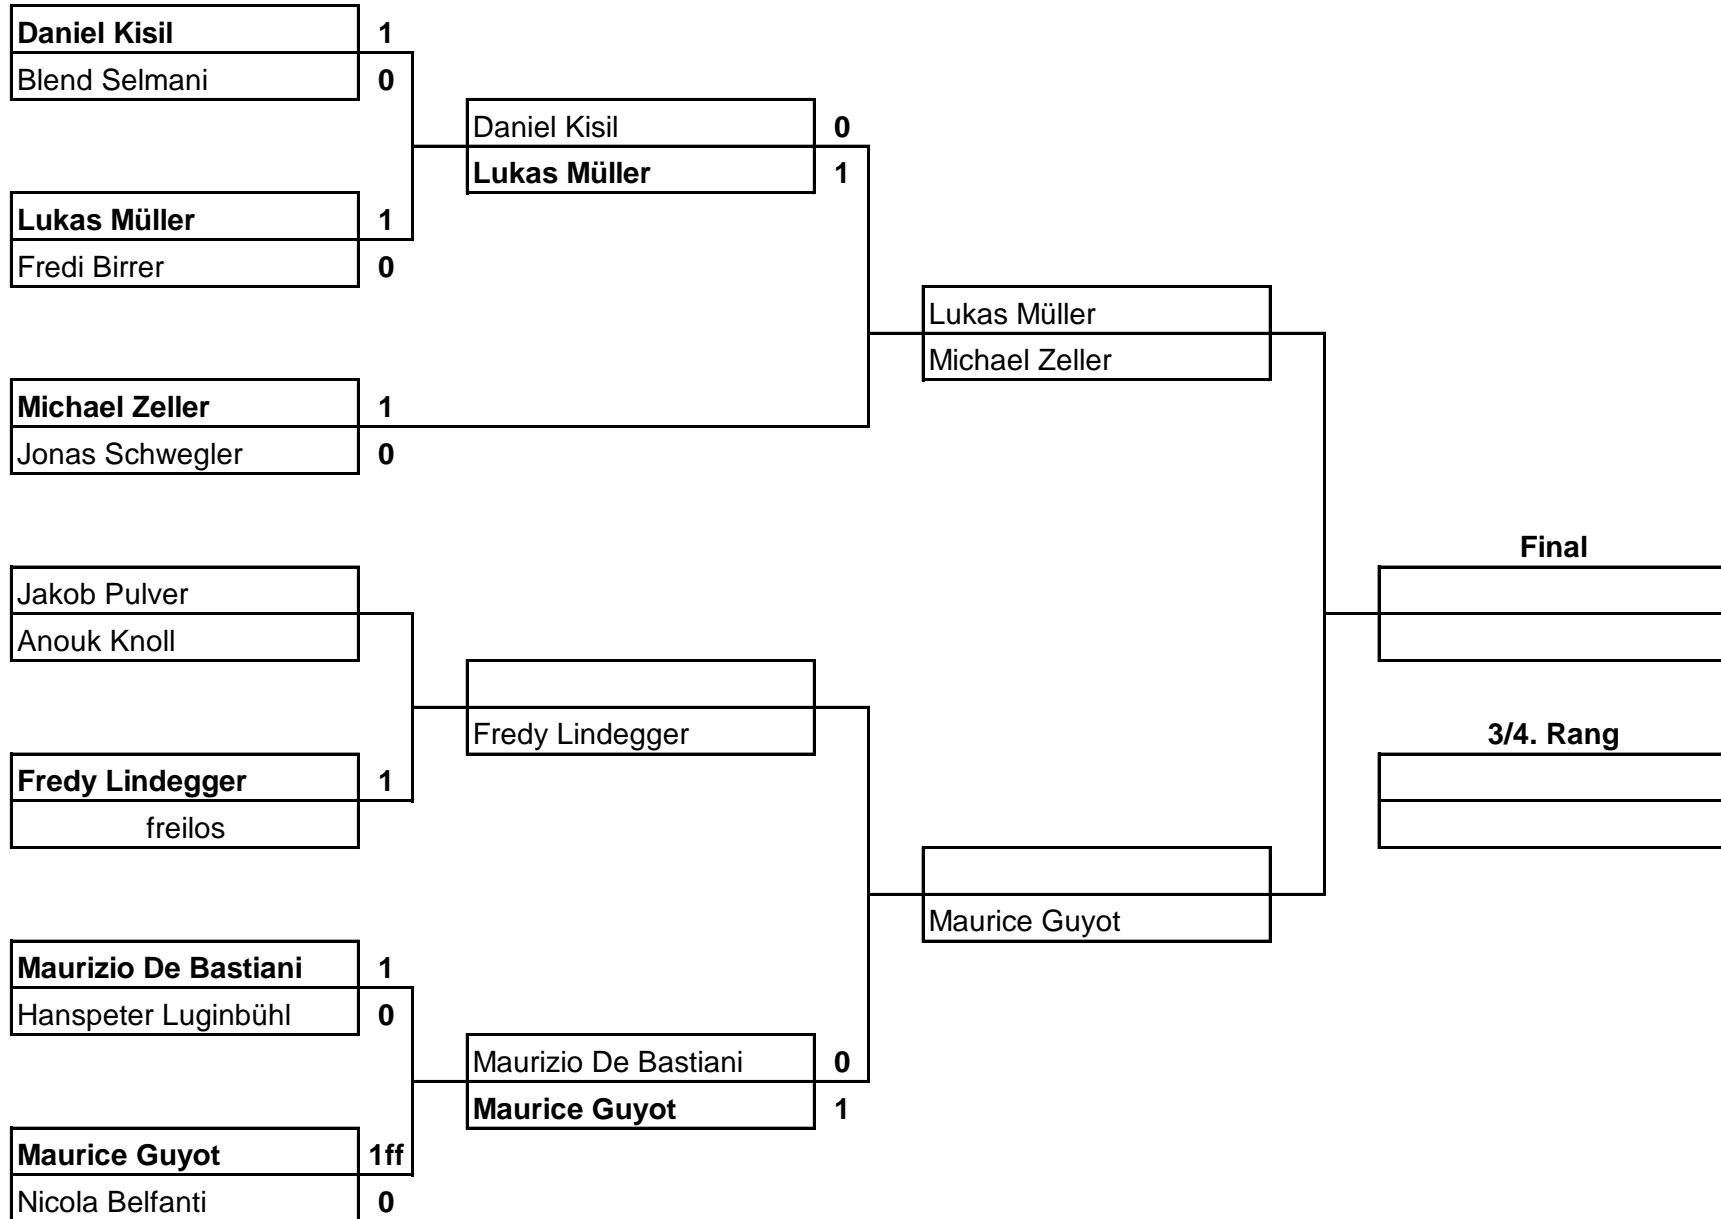 Daniel Kisil 1
Blend Selmani 0
Daniel Kisil 0
Lukas Müller 1
Lukas Müller 1
Fredi Birrer 0
Lukas Müller
Michael Zeller
Michael Zeller 1
Jonas Schwegler 0
Final
Jakob Pulver
Anouk Knoll
Fredy Lindegger
3/4. Rang
Fredy Lindegger 1
freilos
Maurice Guyot
Maurizio De Bastiani 1
Hanspeter Luginbühl 0
Maurizio De Bastiani 0
Maurice Guyot 1
Maurice Guyot 1ff
Nicola Belfanti 0